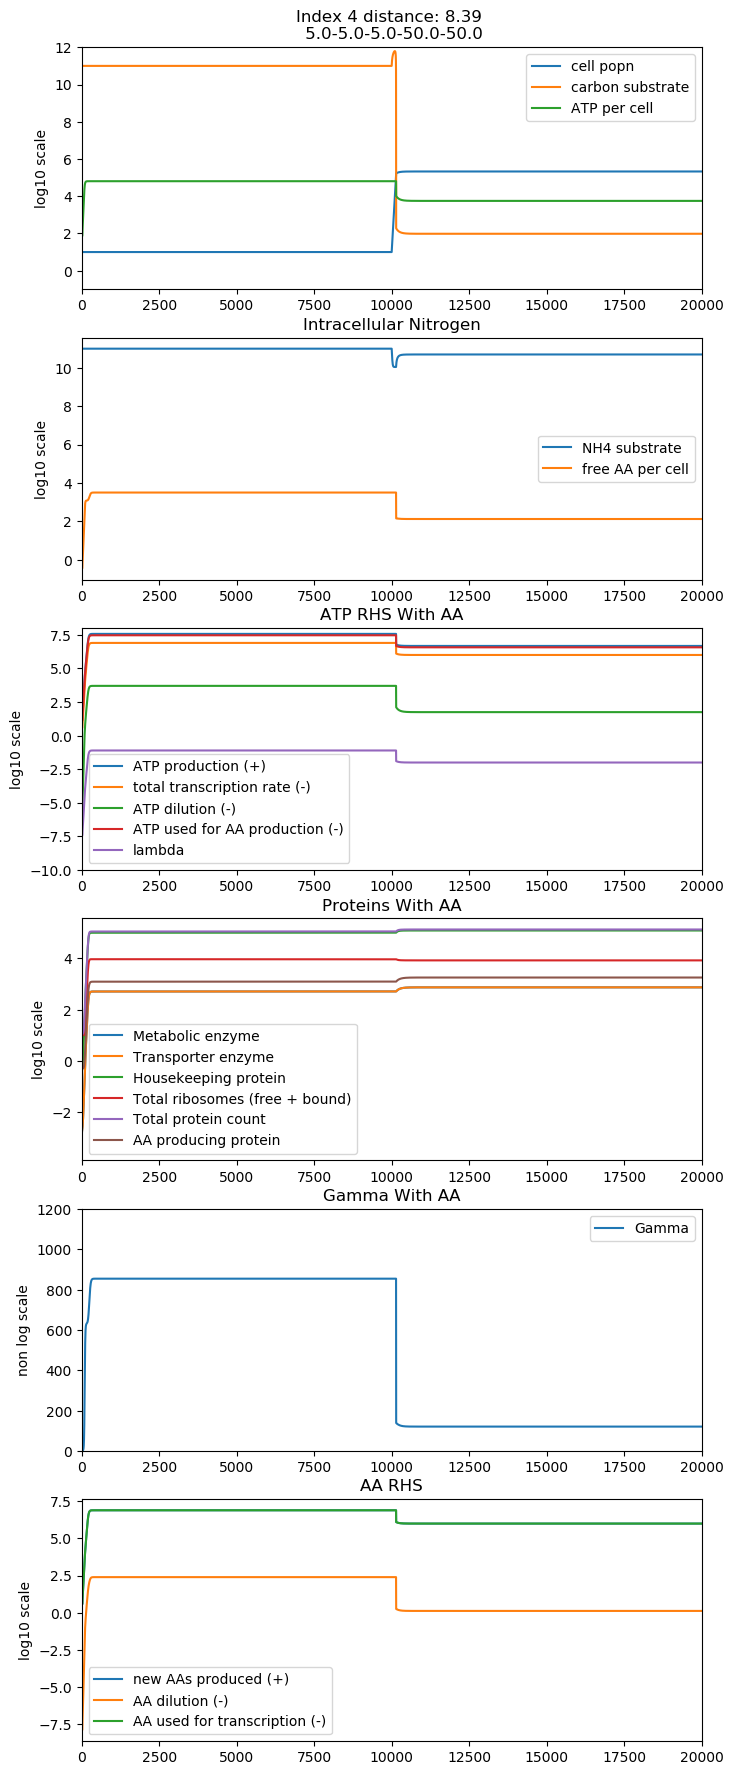 Index 4 distance: 8.39
5.0-5.0-5.0-50.0-50.0
12
10
8
6
4
2
0
log10 scale
cell popn
carbon substrate
ATP per cell
0 2500 5000 7500 10000 12500 15000 17500 20000
Intracellular Nitrogen
10
8
6
4
2
0
log10 scale
NH4 substrate
free AA per cell
0 2500 5000 7500 10000 12500 15000 17500 20000
ATP RHS With AA
7.5
5.0
2.5
0.0
−2.5
−5.0
−7.5
−10.0
log10 scale
ATP production (+)
total transcription rate (-)
ATP dilution (-)
ATP used for AA production (-)
lambda
0 2500 5000 7500 10000 12500 15000 17500 20000
Proteins With AA
4
2
0
−2
log10 scale
Metabolic enzyme
Transporter enzyme
Housekeeping protein
Total ribosomes (free + bound)
Total protein count
AA producing protein
0 2500 5000 7500 10000 12500 15000 17500 20000
Gamma With AA
1200
1000
800
600
400
200
0
non log scale
Gamma
0 2500 5000 7500 10000 12500 15000 17500 20000
AA RHS
7.5
5.0
2.5
0.0
−2.5
−5.0
−7.5
log10 scale
new AAs produced (+)
AA dilution (-)
AA used for transcription (-)
0 2500 5000 7500 10000 12500 15000 17500 20000